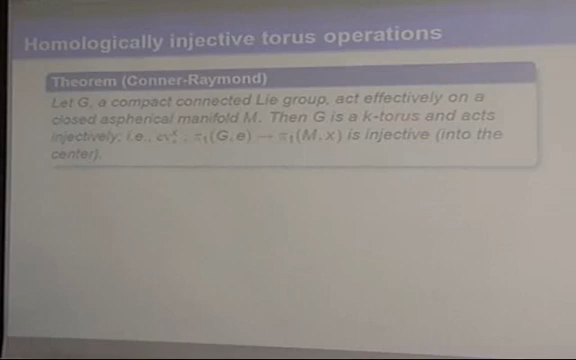 Homologically injective torus operations
Theorem (Conner-Raymond)
Let G, a compact connected Lie group, act effectively on a
closed aspherical manifold M. Then G is a k-torus and acts
injectively; i.e., ev_*^x : π₁(G, e) → π₁(M, x) is injective (into the
center).